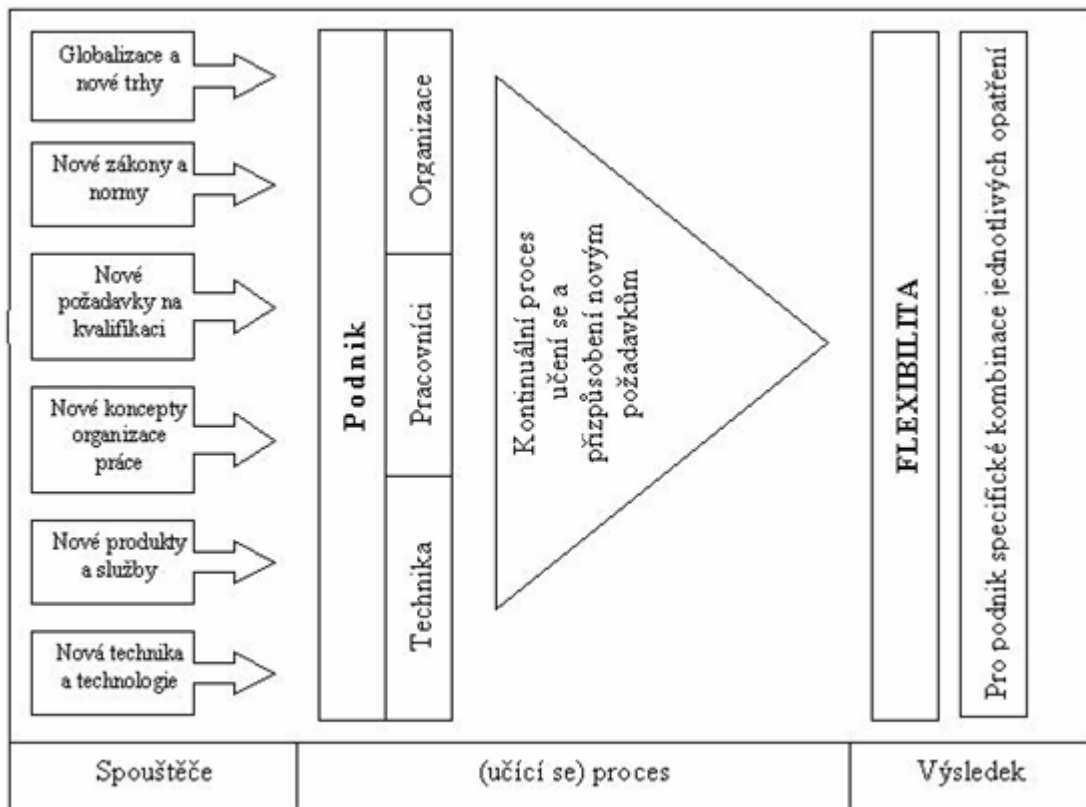 Globalizace a
nové trhy
Nové zákony a
normy
Nové
požadavky na
kvalifikaci
Nové koncepty
organizace
práce
Nové produkty
a služby
Nová technika
a technologie
Podnik
Organizace
Pracovníci
Technika
Kontinuální proces
učení se a
přizpůsobení novým
požadavkům
FLEXIBILITA
Pro podnik specifické kombinace jednotlivých opatření
Spouštěče
(učící se) proces
Výsledek